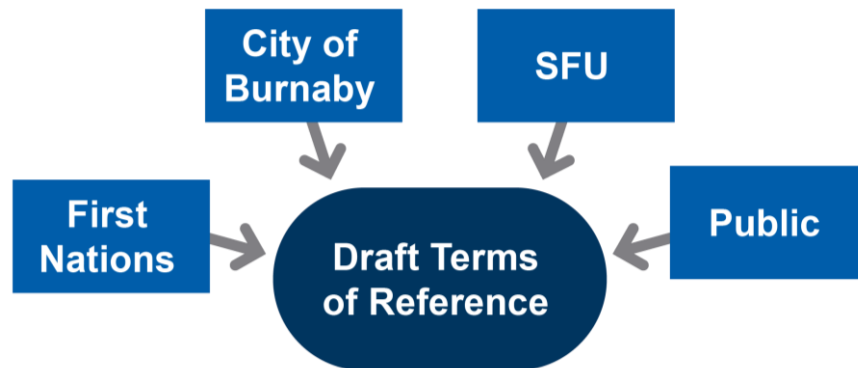 City of
Burnaby
SFU
First
Nations
Public
Draft Terms
of Reference